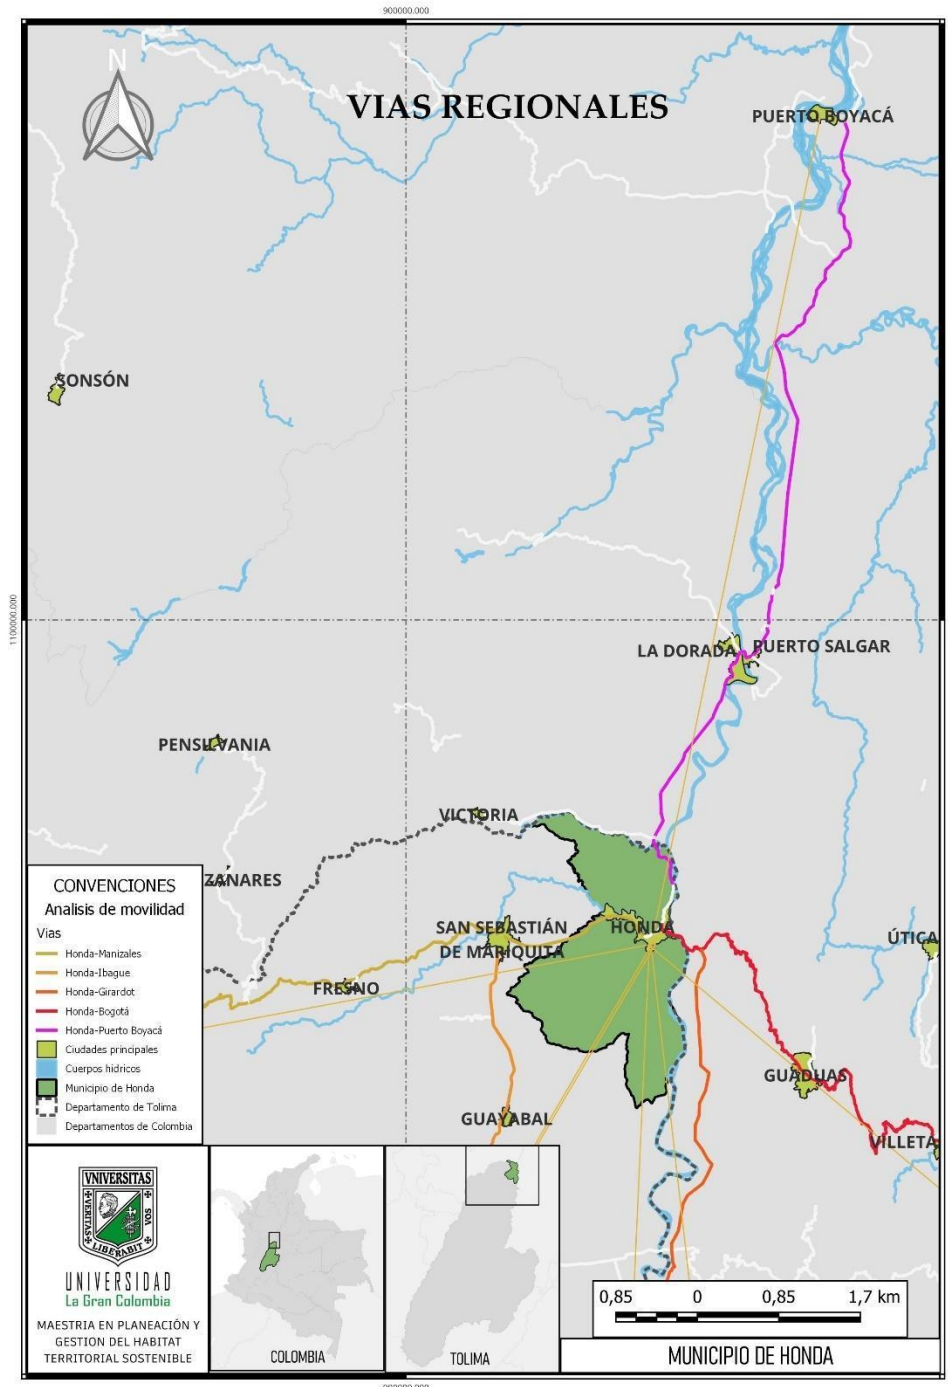 900000.000
N
VIAS REGIONALES
PUERTO BOYACÁ
SONSÓN
1100000.000
LA DORADA
PUERTO SALGAR
PENSILVANIA
VICTORIA
ZANARES
SAN SEBASTIÁN
DE MARIQUITA
HONDA
ÚTICA
FRESNO
GUADUAS
GUAYABAL
VILLETA
CONVENCIONES
Analisis de movilidad
Vias
Honda-Manizales
Honda-Ibague
Honda-Girardot
Honda-Bogotá
Honda-Puerto Boyacá
Ciudades principales
Cuerpos hidricos
Municipio de Honda
Departamento de Tolima
Departamentos de Colombia
VNIVERSITAS
VERITAS
LIBERABIT
VOS
UNIVERSIDAD
La Gran Colombia
MAESTRIA EN PLANEACIÓN Y
GESTION DEL HABITAT
TERRITORIAL SOSTENIBLE
COLOMBIA
TOLIMA
0,85 0 0,85 1,7 km
MUNICIPIO DE HONDA